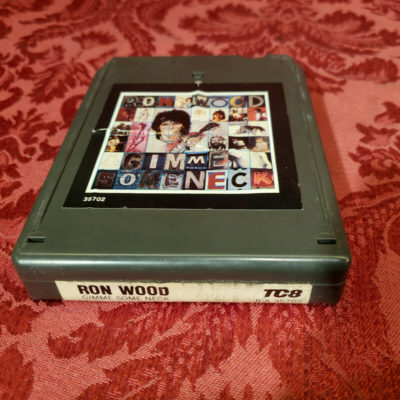 RON WOOD
GIMME
SOME NECK
35702
RON WOOD
TC8
GIMME SOME NECK